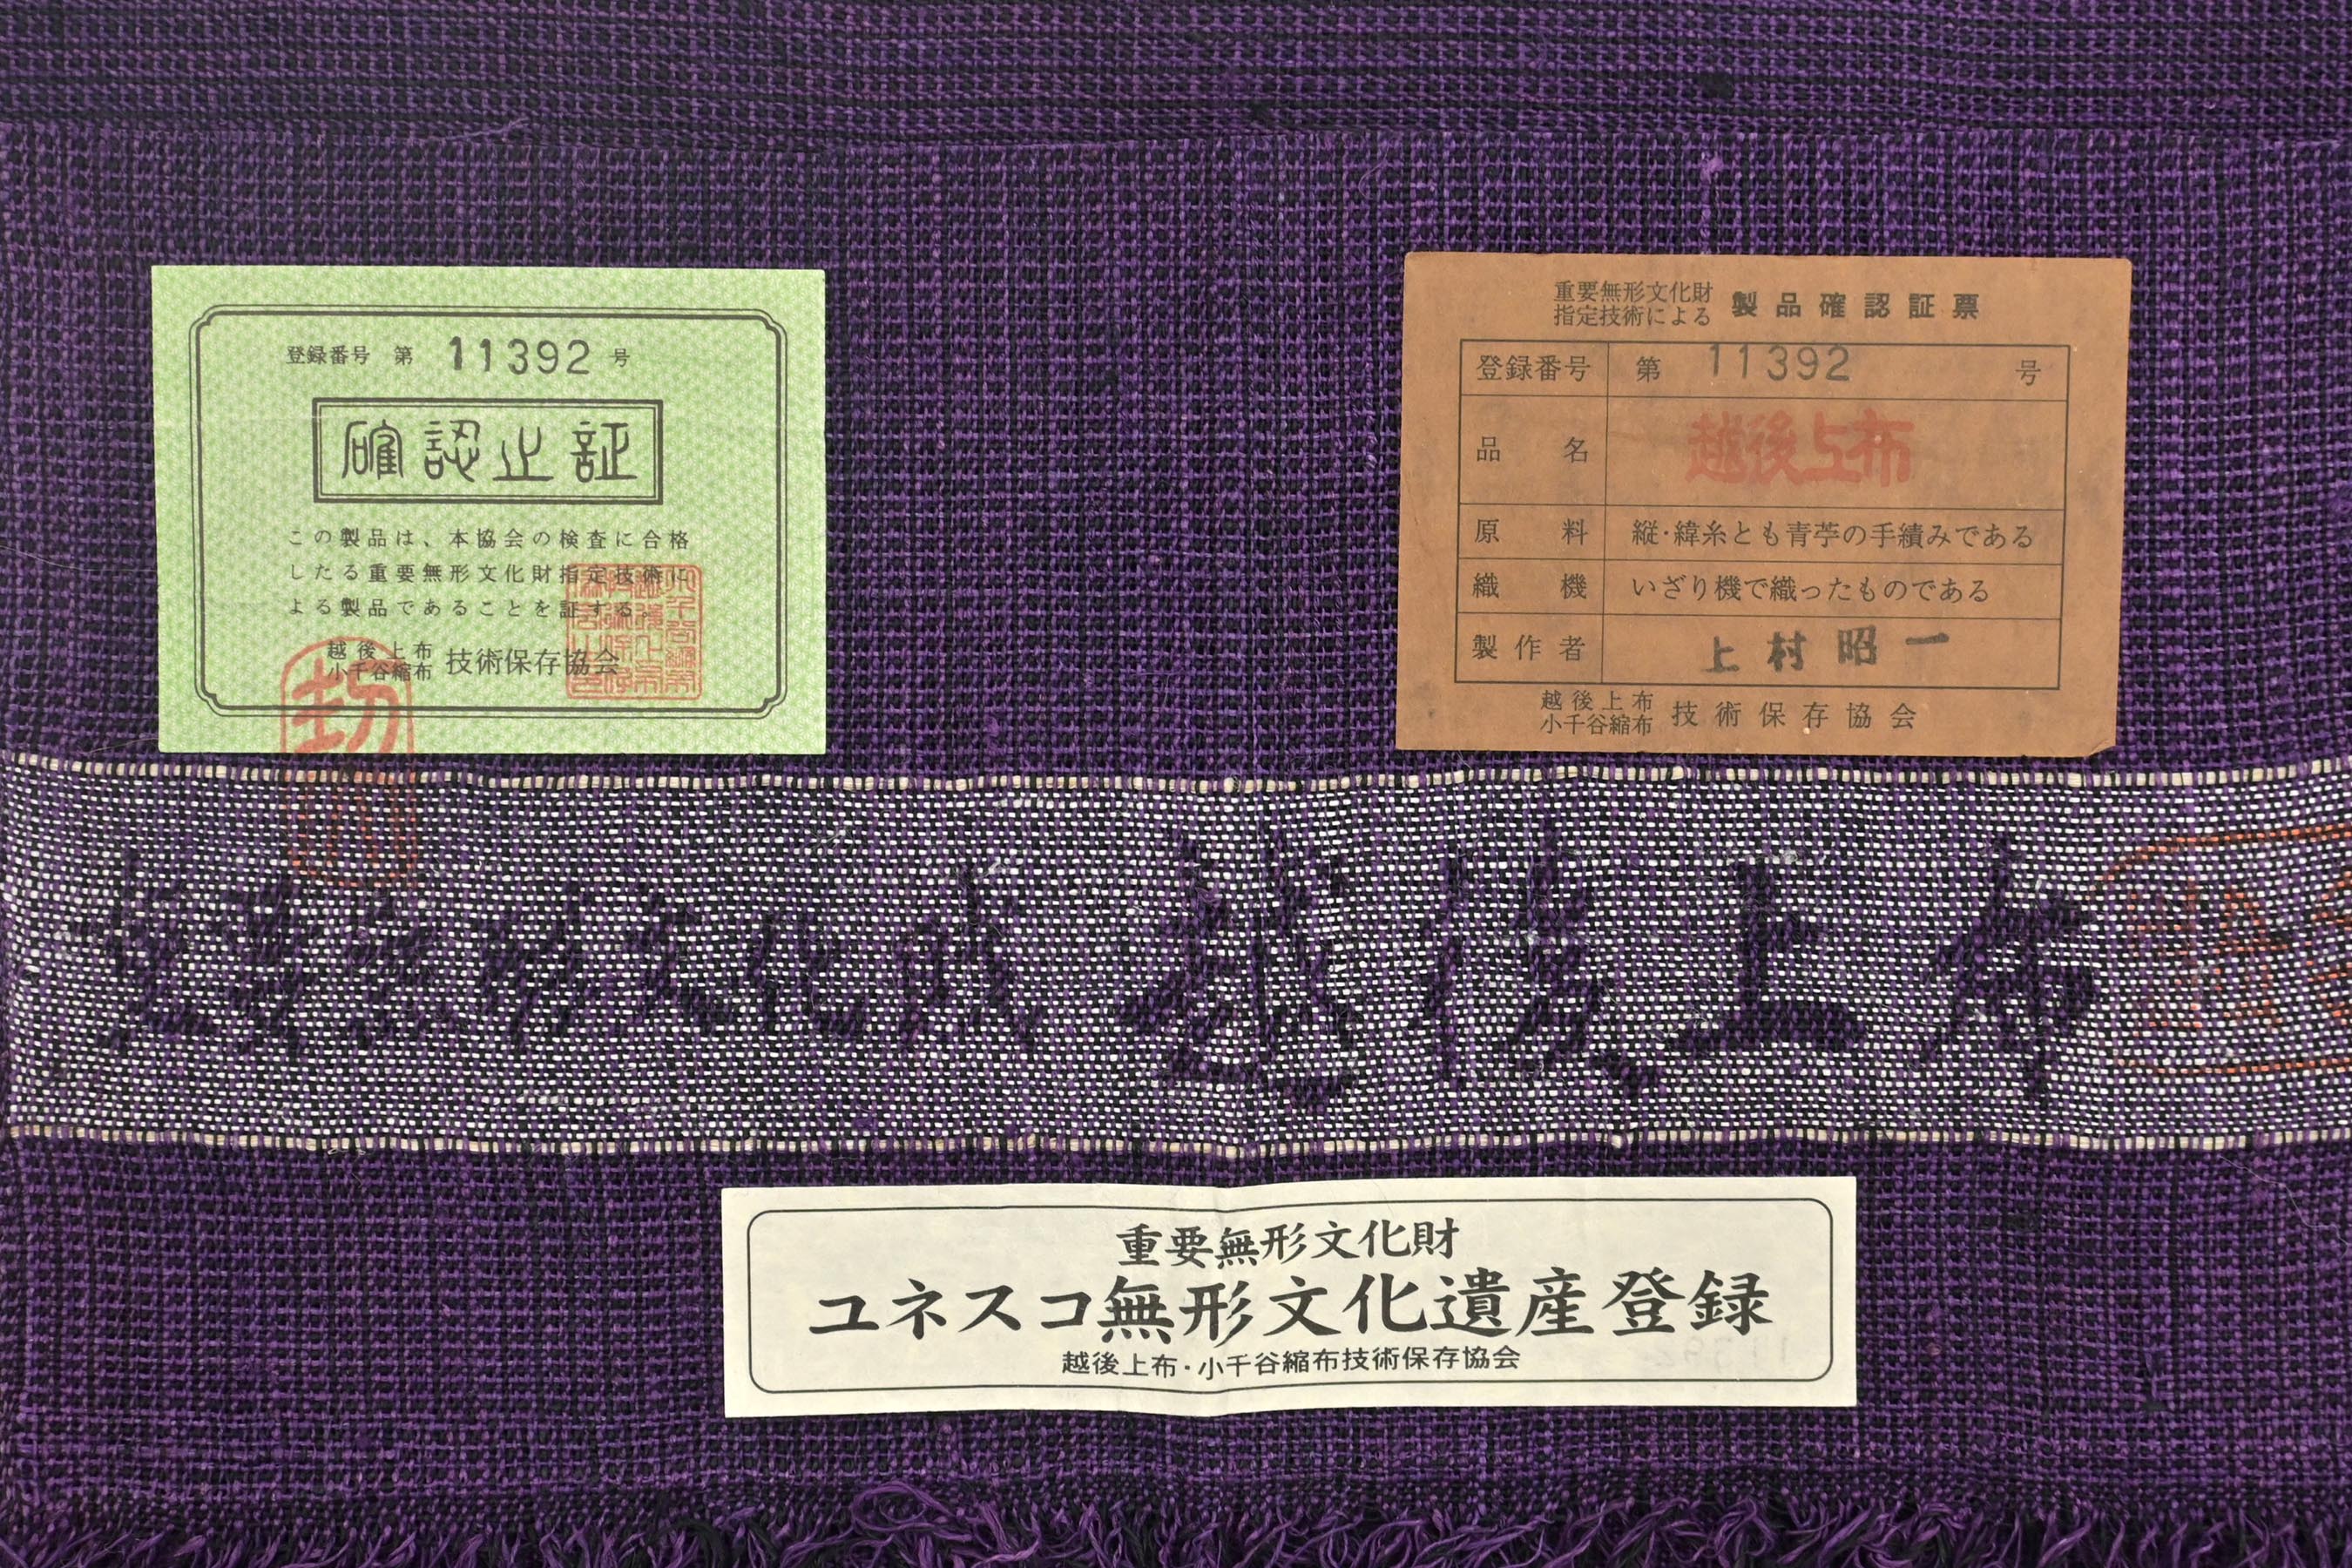 登録番号 第 11392 号
確認止証
この製品は、本協会の検査に合格
したる重要無形文化財指定技術に
よる製品であることを証する
越後上布
小千谷縮布 技術保存協会
重要無形文化財
指定技術による 製品確認証票
登録番号 第 11392 号
品名 越後上布
原料 縦・緯糸とも青苧の手績みである
織機 いざり機で織ったものである
製作者 上村昭一
越後上布
小千谷縮布 技術保存協会
重要無形文化財 越後上布
重要無形文化財
ユネスコ無形文化遺産登録
越後上布・小千谷縮布技術保存協会